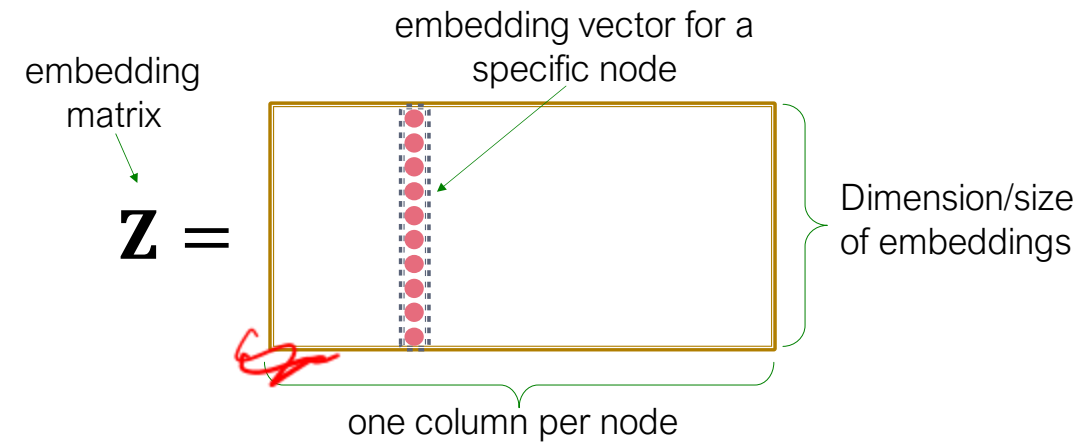 embedding vector for a
specific node
embedding
matrix
Z =
Dimension/size
of embeddings
one column per node